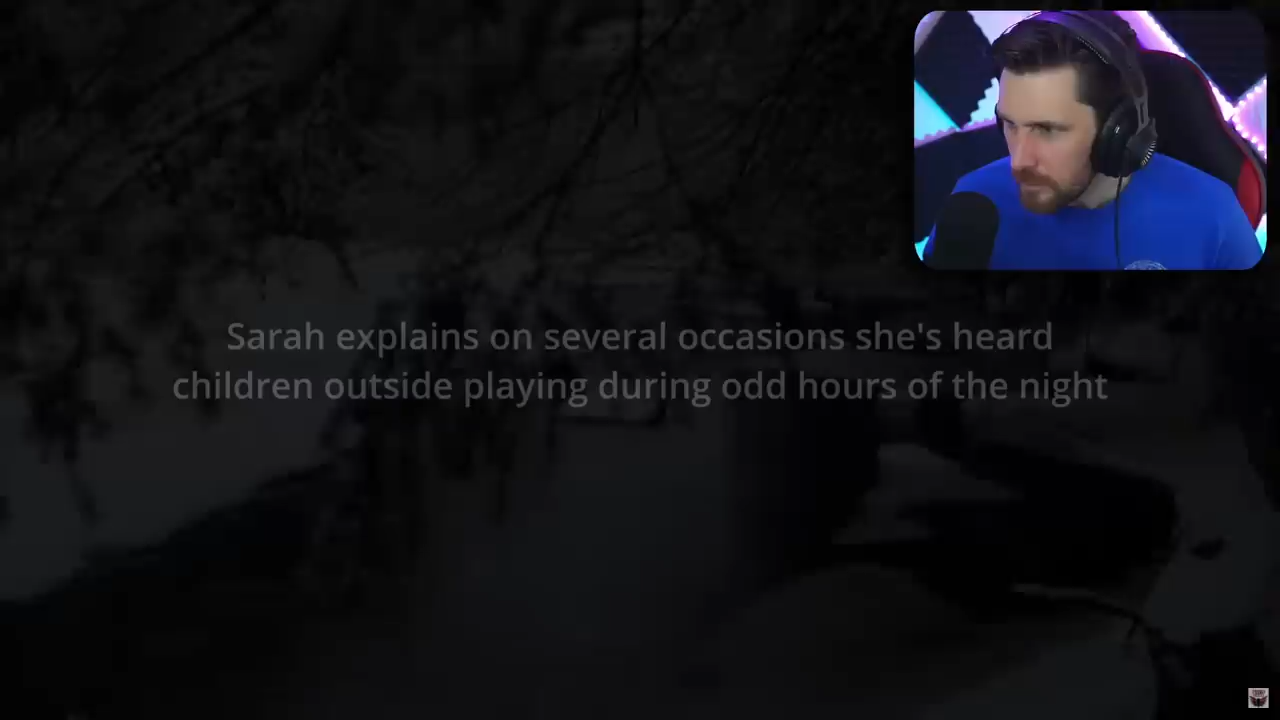 Sarah explains on several occasions she's heard
children outside playing during odd hours of the night